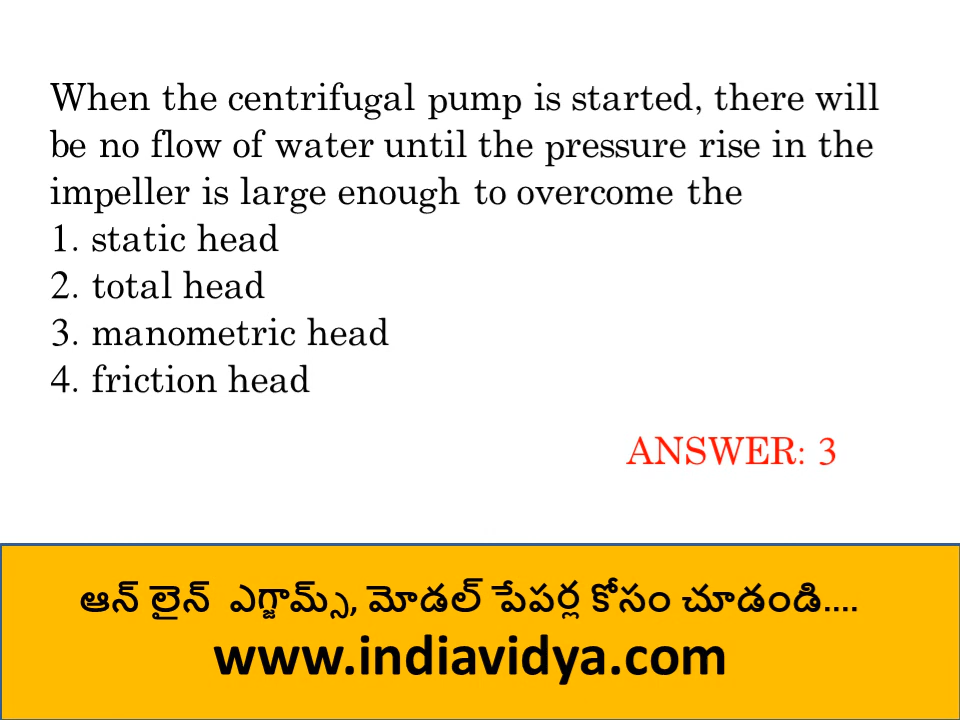 When the centrifugal pump is started, there will
be no flow of water until the pressure rise in the
impeller is large enough to overcome the
1. static head
2. total head
3. manometric head
4. friction head
ANSWER: 3
ఆన్ లైన్ ఎగ్జామ్స్, మోడల్ పేపర్ల కోసం చూడండి....
www.indiavidya.com